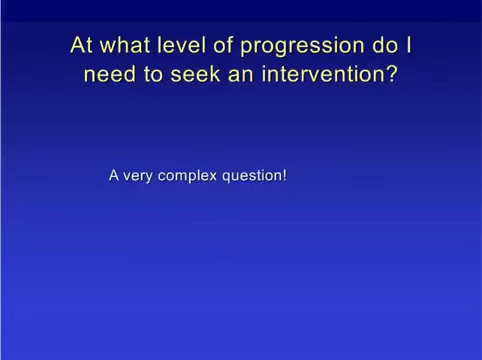 At what level of progression do I
need to seek an intervention?
A very complex question!